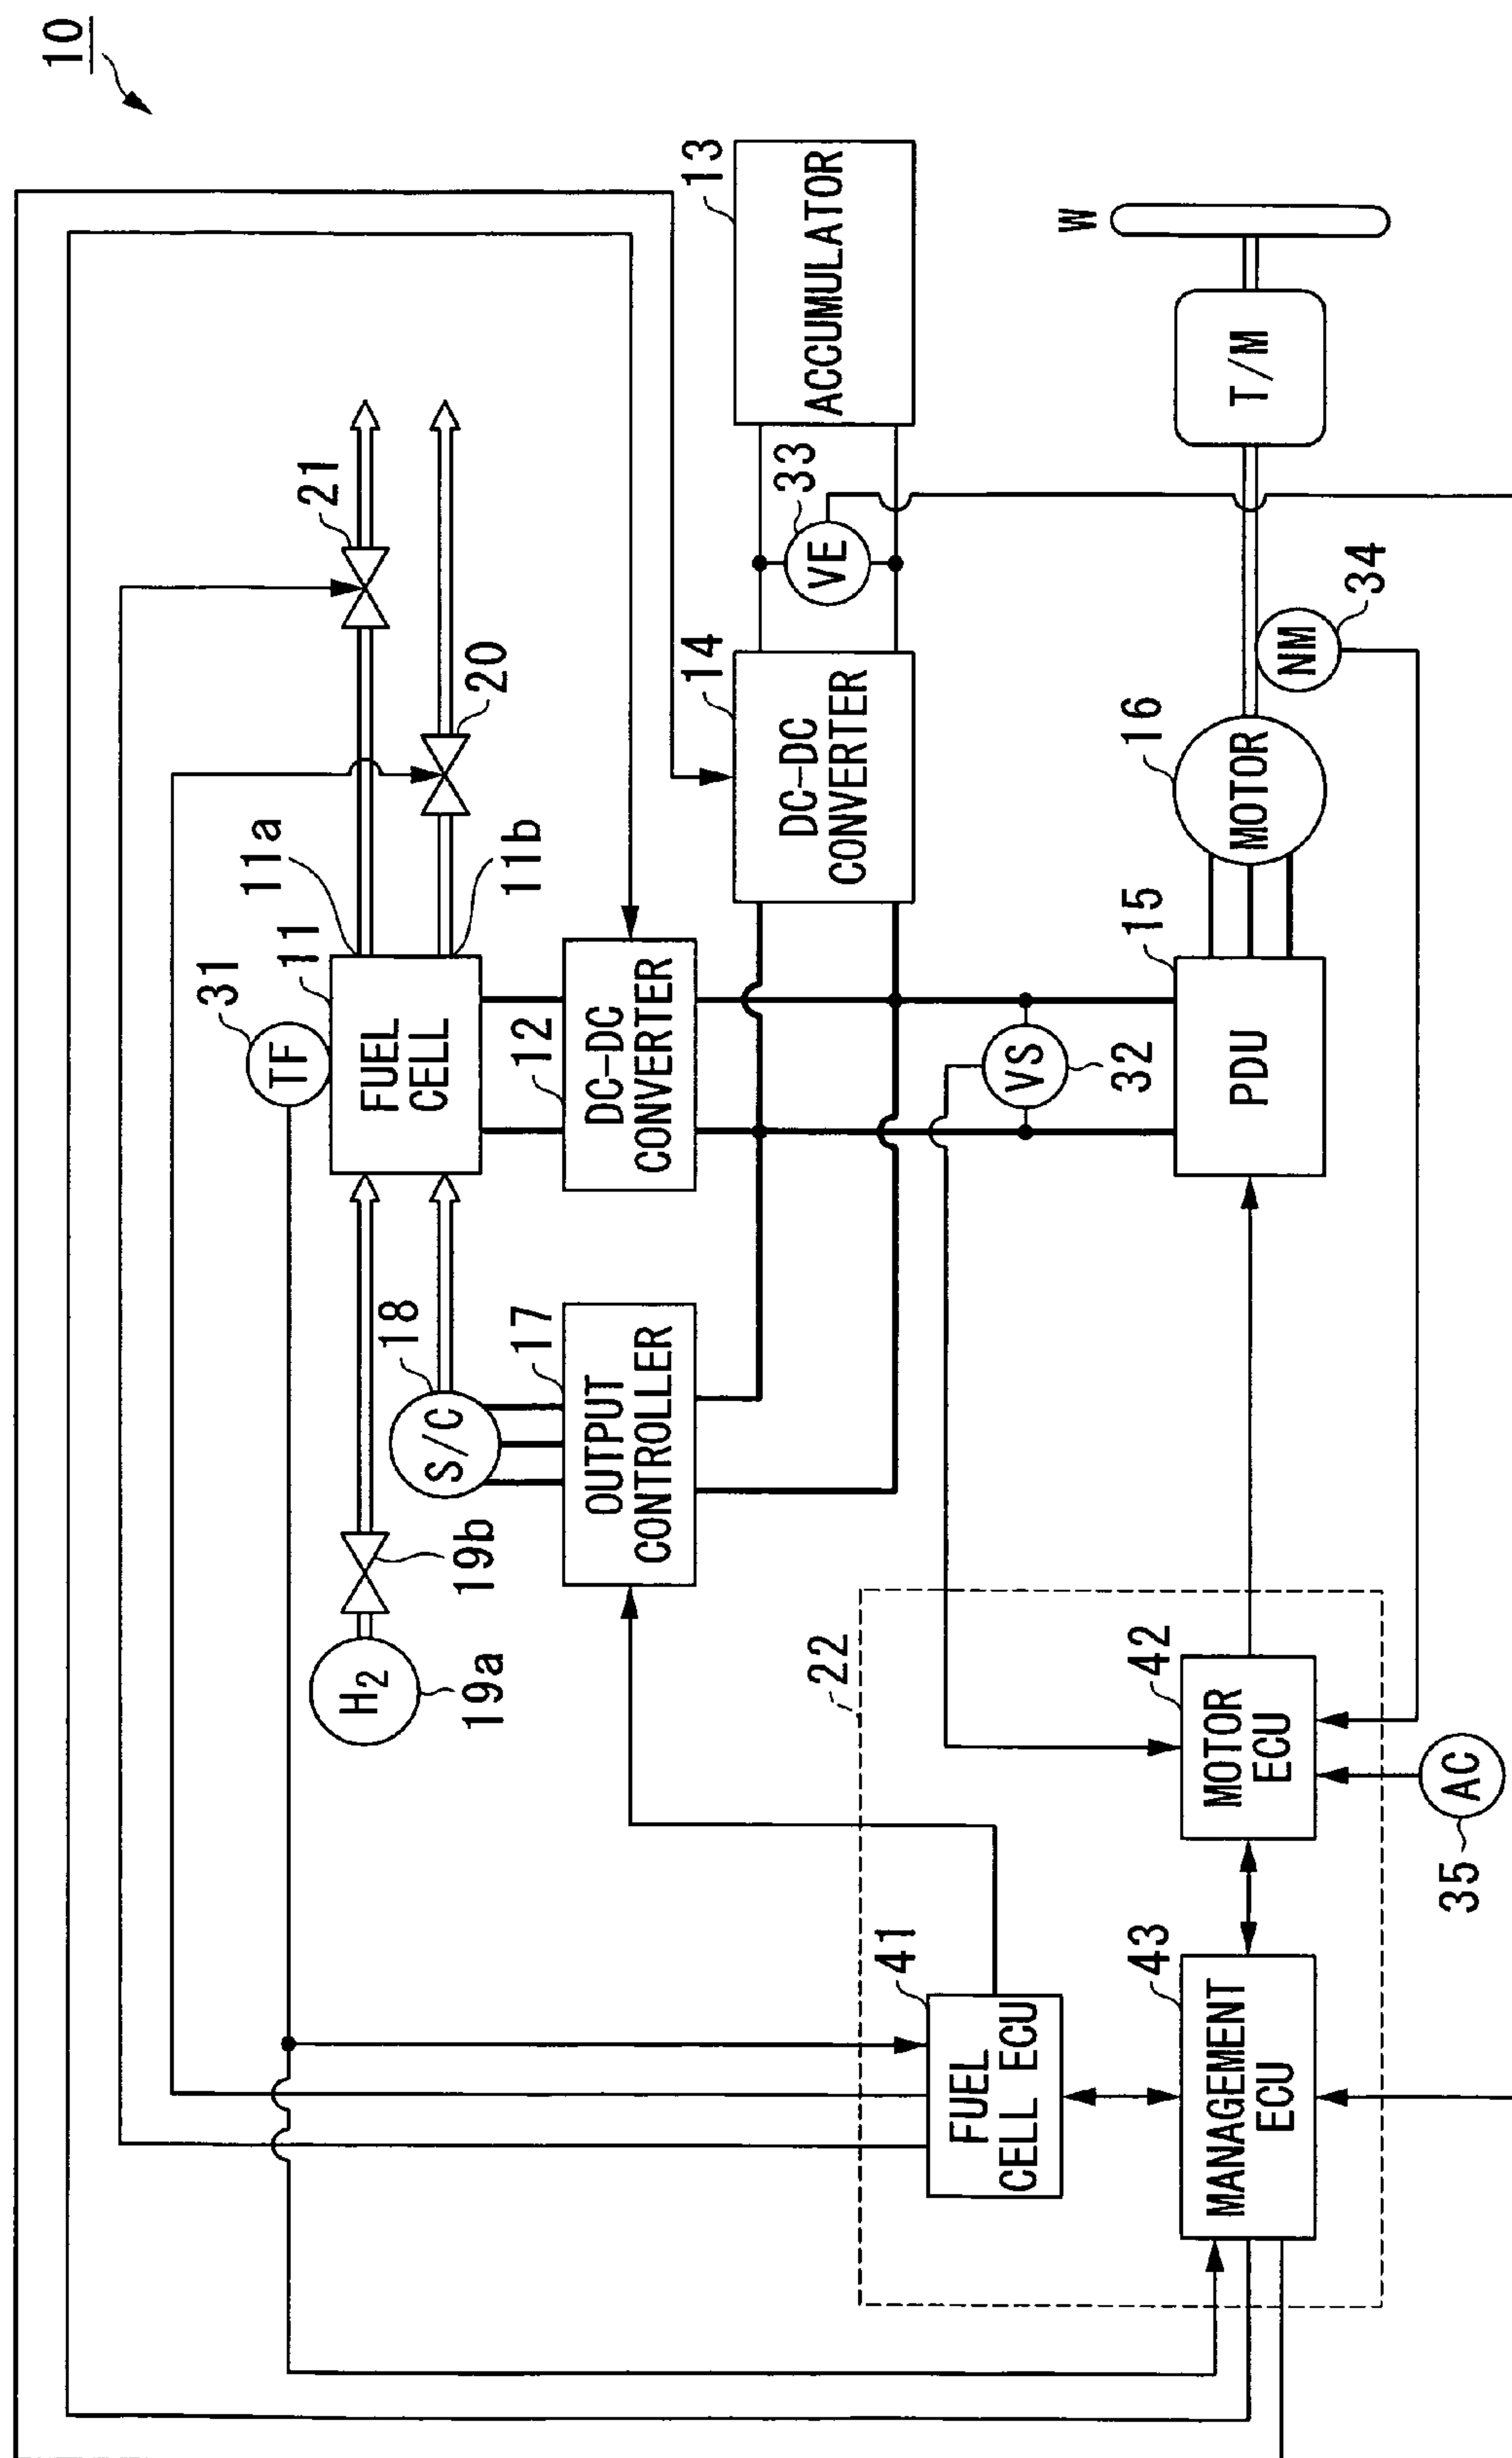 10
21
20
11a
11b
31
TF
11
FUEL
CELL
12
DC-DC
CONVERTER
13
ACCUMULATOR
33
VE
14
DC-DC
CONVERTER
W
T/M
34
NM
16
MOTOR
15
PDU
VS
32
18
S/C
17
OUTPUT
CONTROLLER
19b
H2
19a
22
42
MOTOR
ECU
AC
35
41
FUEL
CELL ECU
43
MANAGEMENT
ECU